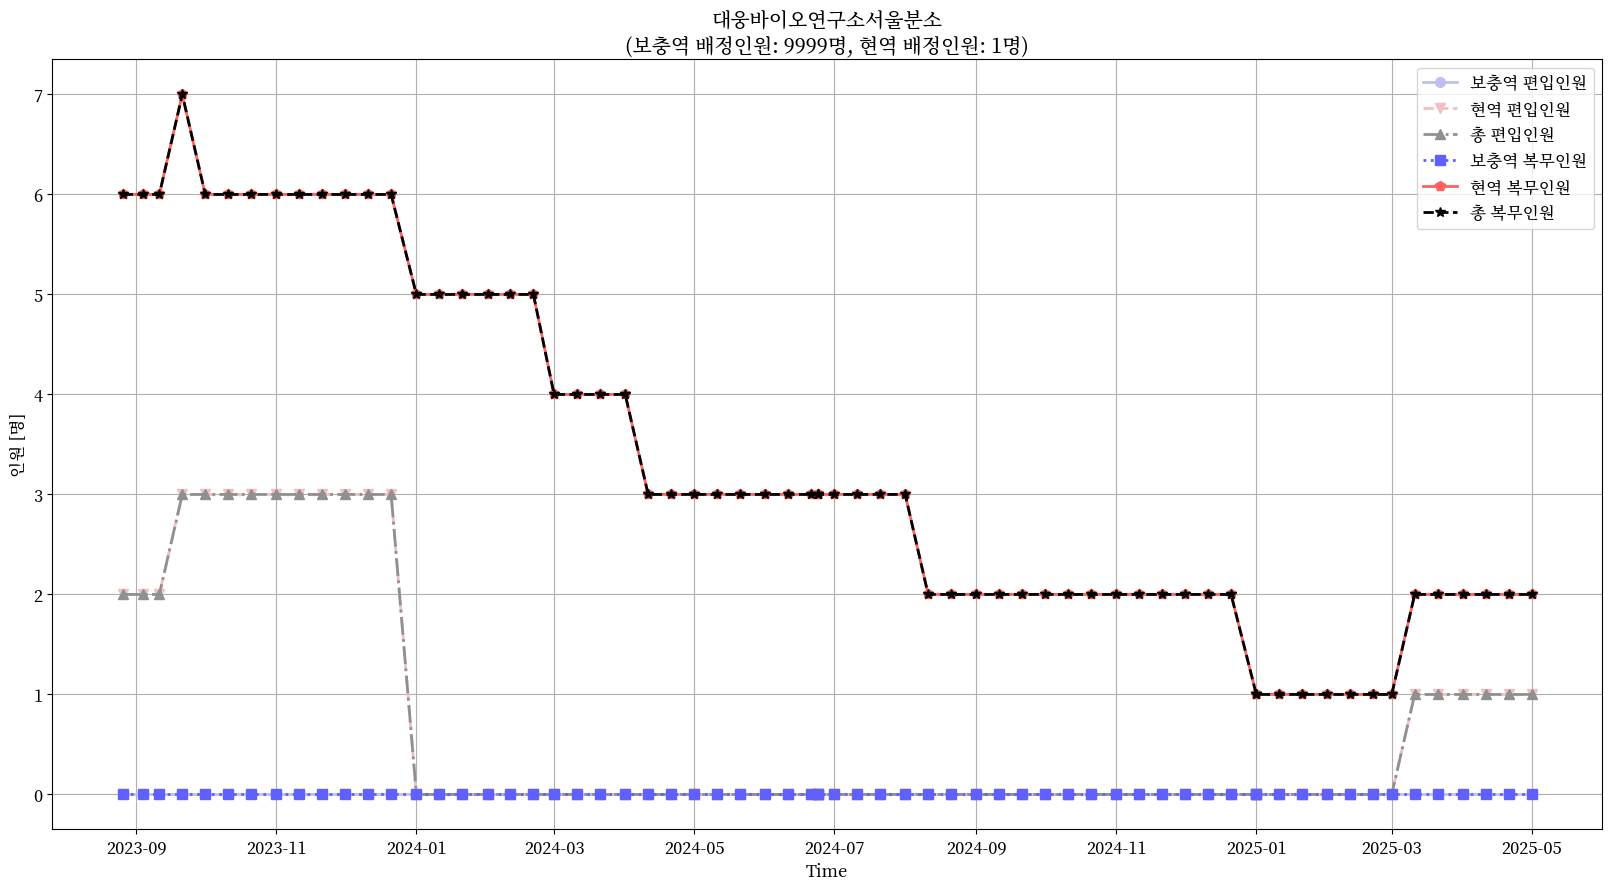 대웅바이오연구소서울분소
(보충역 배정인원: 9999명, 현역 배정인원: 1명)
보충역 편입인원
현역 편입인원
총 편입인원
보충역 복무인원
현역 복무인원
총 복무인원
인원 [명]
7
6
5
4
3
2
1
0
2023-09 2023-11 2024-01 2024-03 2024-05 2024-07 2024-09 2024-11 2025-01 2025-03 2025-05
Time